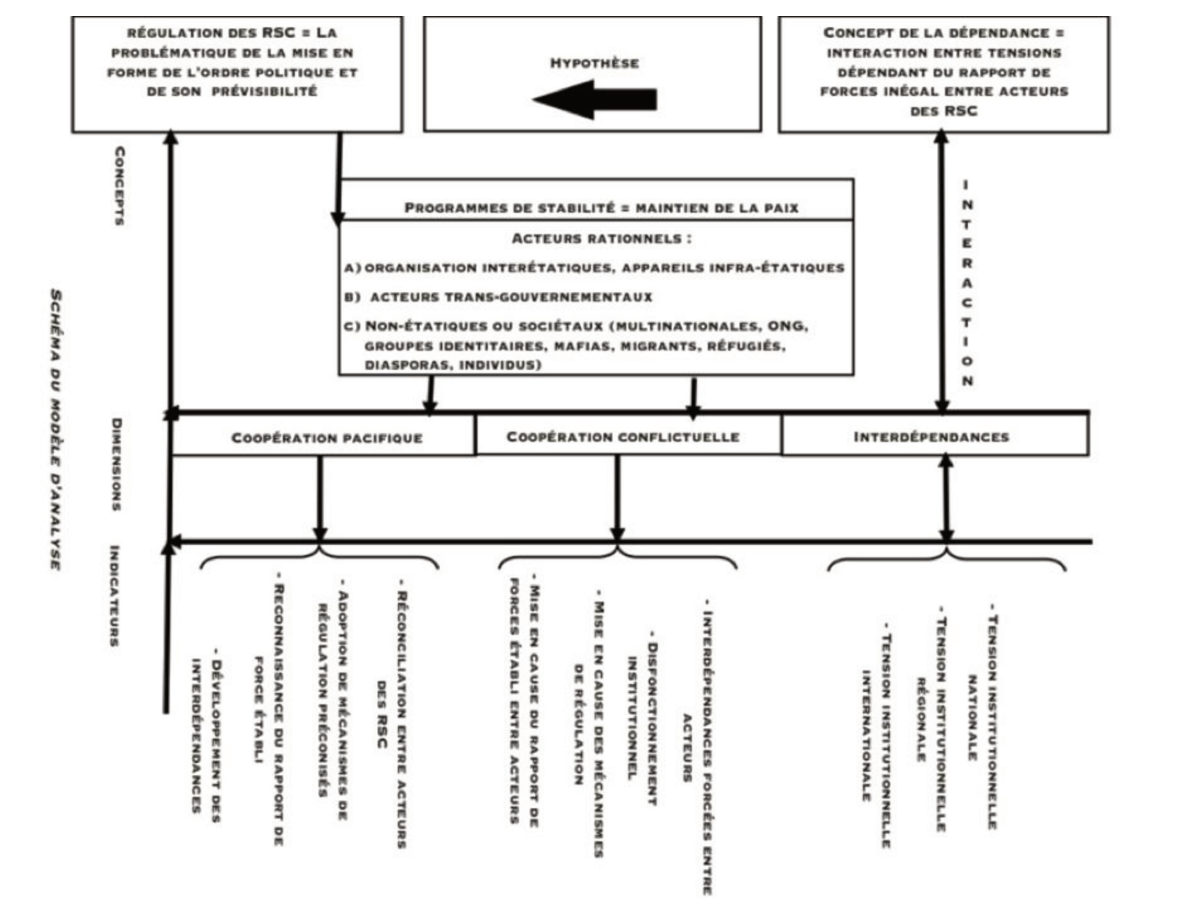 RÉGULATION DES RSC = LA
PROBLÉMATIQUE DE LA MISE EN
FORME DE L'ORDRE POLITIQUE ET
DE SON PRÉVISIBILITÉ
HYPOTHÈSE
CONCEPT DE LA DÉPENDANCE =
INTERACTION ENTRE TENSIONS
DÉPENDANT DU RAPPORT DE
FORCES INÉGAL ENTRE ACTEURS
DES RSC
CONCEPTS
PROGRAMMES DE STABILITÉ = MAINTIEN DE LA PAIX
ACTEURS RATIONNELS :
A) ORGANISATION INTERÉTATIQUES, APPAREILS INFRA-ÉTATIQUES
B) ACTEURS TRANS-GOUVERNEMENTAUX
C) NON-ÉTATIQUES OU SOCIÉTAUX (MULTINATIONALES, ONG,
GROUPES IDENTITAIRES, MAFIAS, MIGRANTS, RÉFUGIÉS,
DIASPORAS, INDIVIDUS)
INTERACTION
SCHÉMA DU MODÈLE D'ANALYSE
DIMENSIONS
COOPÉRATION PACIFIQUE
COOPÉRATION CONFLICTUELLE
INTERDÉPENDANCES
INDICATEURS
- DÉVELOPPEMENT DES
INTERDÉPENDANCES
- RECONNAISSANCE DU RAPPORT DE
FORCE ÉTABLI
- ADOPTION DE MÉCANISMES DE
RÉGULATION PRÉCONISÉS
- RÉCONCILIATION ENTRE ACTEURS
DES RSC
- MISE EN CAUSE DU RAPPORT DE
FORCES ÉTABLI ENTRE ACTEURS
- MISE EN CAUSE DES MÉCANISMES
DE RÉGULATION
- DISFONCTIONNEMENT
INSTITUTIONNEL
- INTERDÉPENDANCES FORCÉES ENTRE
ACTEURS
- TENSION INSTITUTIONNELLE
INTERNATIONALE
- TENSION INSTITUTIONNELLE
RÉGIONALE
- TENSION INSTITUTIONNELLE
NATIONALE